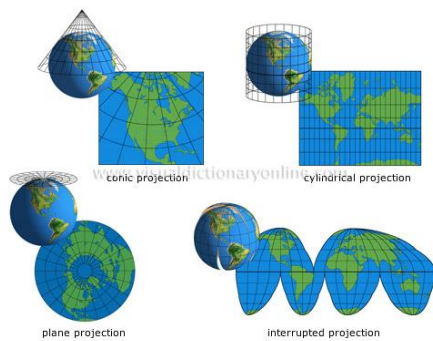 conic projection
cylindrical projection
www.visualdictionaryonline.com
plane projection
interrupted projection